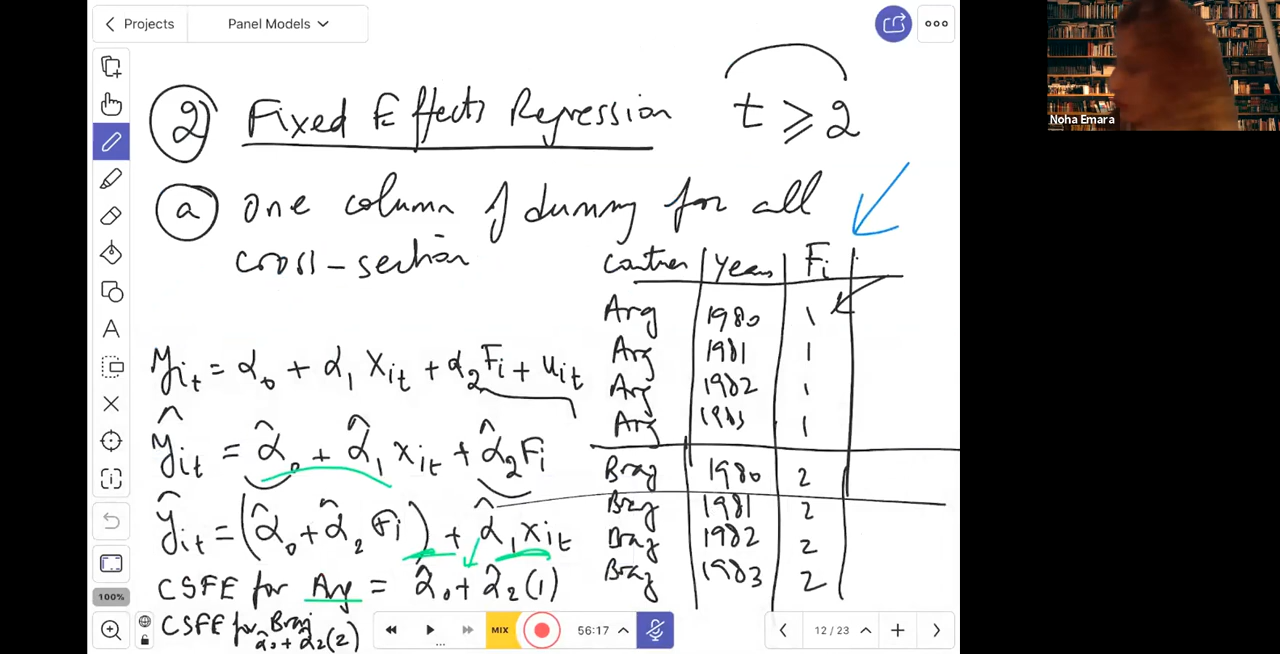 Projects
Panel Models
② Fixed Effects Regression t ≥ 2
ⓐ one column of dummy for all
cross-section
years Fi
Arg 1980 1
Arg 1981 1
Arg 1982 1
Arg 1983 1
Braz 1980 2
Braz 1981 2
Braz 1982 2
Braz 1983 2
yit = α0 + α1 Xit + α2 Fi + uit
ŷit = α̂0 + α̂1 Xit + α̂2 Fi
ŷit = (α̂0 + α̂2 Fi) + α̂1 Xit
CSFE for Arg = α̂0 + α̂2 (1)
CSFE for Braz
α̂0 + α̂2 (2)
100%
MIX
56:17
12 / 23
Noha Emara